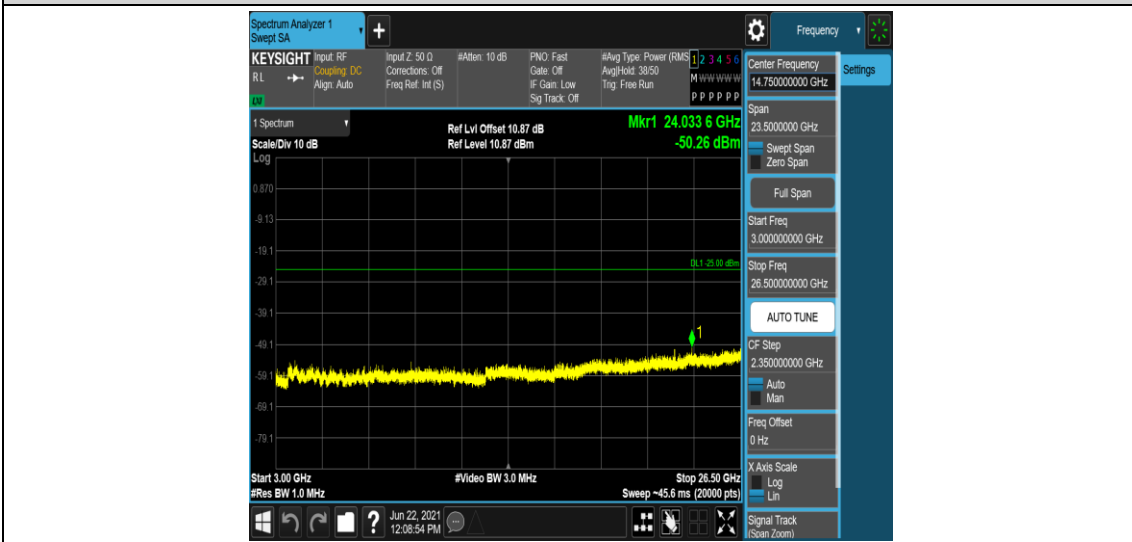 Spectrum Analyzer 1
Swept SA
+
Frequency
KEYSIGHT
RL
LXI
Input: RF
Coupling: DC
Align: Auto
Input Z: 50 Ω
Corrections: Off
Freq Ref: Int (S)
#Atten: 10 dB
PNO: Fast
Gate: Off
IF Gain: Low
Sig Track: Off
#Avg Type: Power (RMS
Avg|Hold: 38/50
Trig: Free Run
1 2 3 4 5 6
M W W W W W
P P P P P P
Center Frequency
14.750000000 GHz
Settings
Span
23.5000000 GHz
Swept Span
Zero Span
Full Span
Start Freq
3.000000000 GHz
Stop Freq
26.500000000 GHz
AUTO TUNE
CF Step
2.350000000 GHz
Auto
Man
Freq Offset
0 Hz
X Axis Scale
Log
Lin
Signal Track
(Span Zoom)
1 Spectrum
Scale/Div 10 dB
Log
Ref Lvl Offset 10.87 dB
Ref Level 10.87 dBm
Mkr1 24.033 6 GHz
-50.26 dBm
0.870
-9.13
-19.1
DL1 -25.00 dBm
-29.1
-39.1
1
-49.1
-59.1
-69.1
-79.1
Start 3.00 GHz
#Video BW 3.0 MHz
Stop 26.50 GHz
#Res BW 1.0 MHz
Sweep ~45.6 ms (20000 pts)
?
Jun 22, 2021
12:08:54 PM